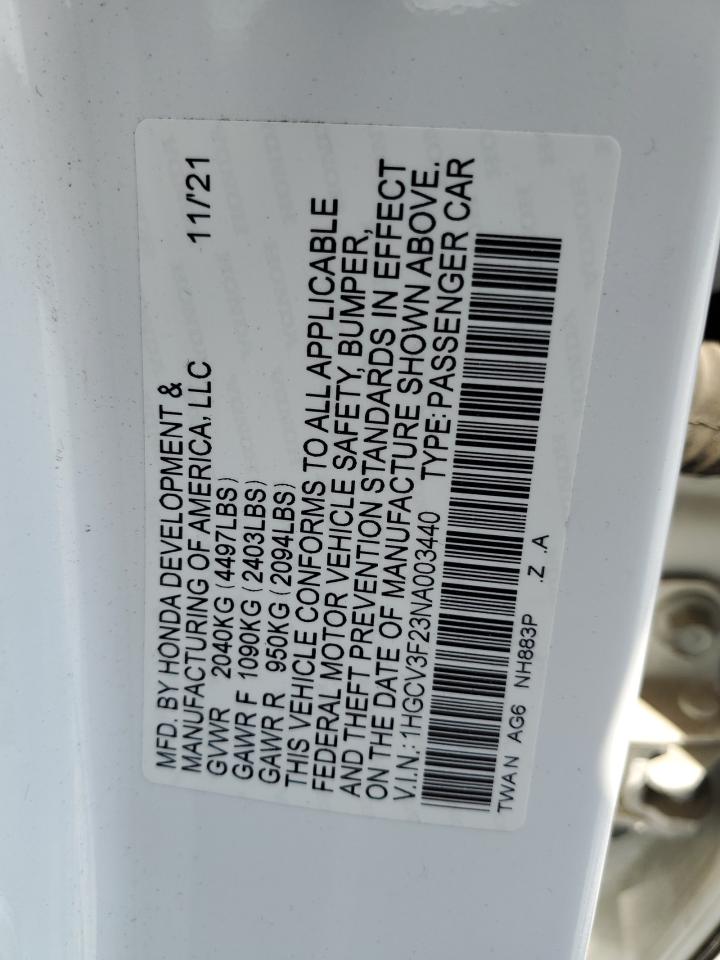 MFD. BY HONDA DEVELOPMENT &
MANUFACTURING OF AMERICA, LLC 11/'21
GVWR 2040KG (4497LBS)
GAWR F 1090KG (2403LBS)
GAWR R 950KG (2094LBS)
THIS VEHICLE CONFORMS TO ALL APPLICABLE
FEDERAL MOTOR VEHICLE SAFETY, BUMPER,
AND THEFT PREVENTION STANDARDS IN EFFECT
ON THE DATE OF MANUFACTURE SHOWN ABOVE.
V.I.N.: 1HGCV3F23NA003440 TYPE: PASSENGER CAR
TWAN AG6 NH883P .Z .A